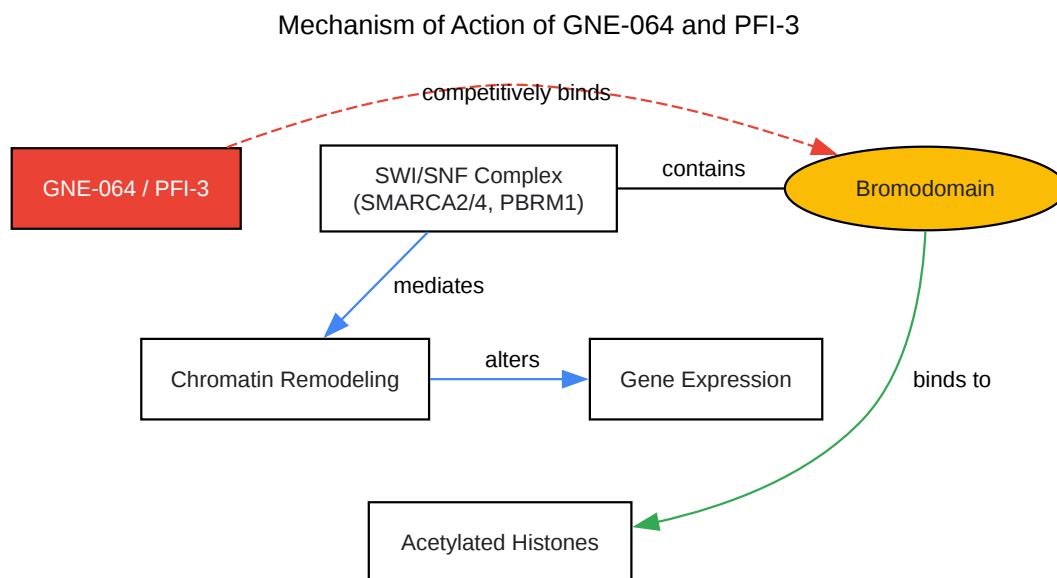 Mechanism of Action of GNE-064 and PFI-3
competitively binds
GNE-064 / PFI-3
SWI/SNF Complex
(SMARCA2/4, PBRM1)
contains
Bromodomain
mediates
Chromatin Remodeling
alters
Gene Expression
binds to
Acetylated Histones